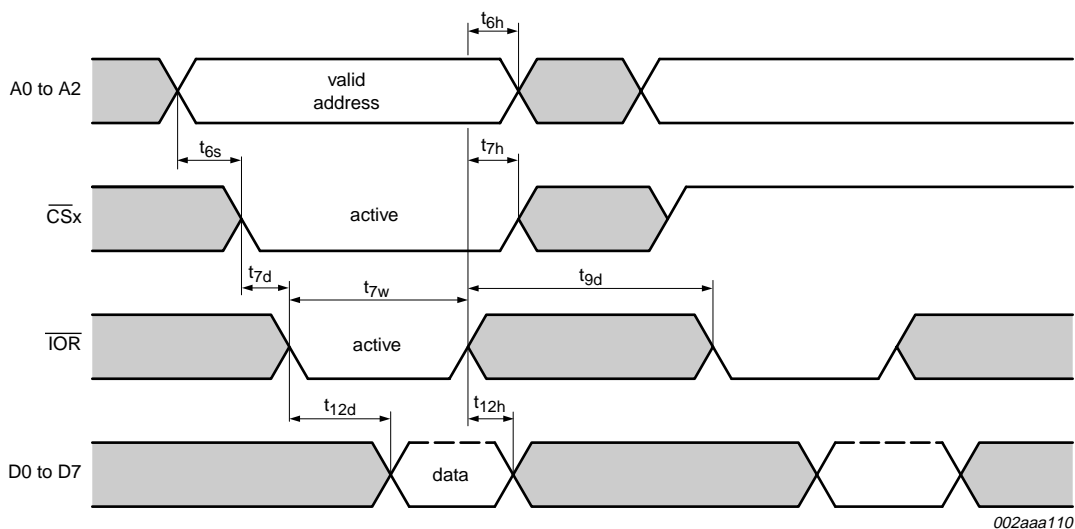 t6h
A0 to A2
valid
address
t6s
t7h
CSx
active
t7d
t7w
t9d
IOR
active
t12d
t12h
D0 to D7
data
002aaa110